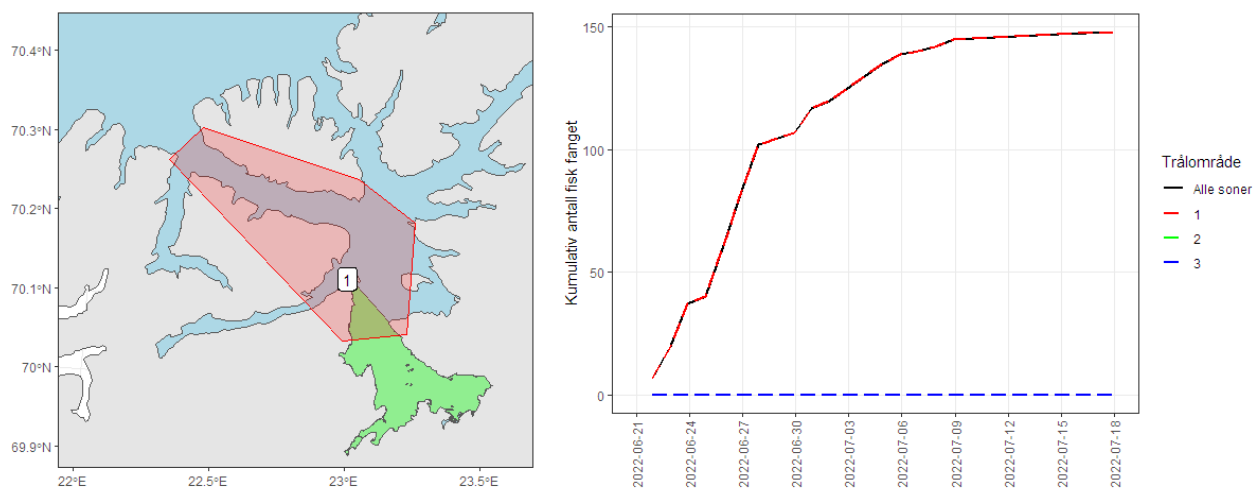 70.4°N
70.3°N
70.2°N
70.1°N
70°N
69.9°N
22°E
22.5°E
23°E
23.5°E
1
Kumulativ antall fisk fanget
150
100
50
0
2022-06-21
2022-06-24
2022-06-27
2022-06-30
2022-07-03
2022-07-06
2022-07-09
2022-07-12
2022-07-15
2022-07-18
Trålområde
Alle soner
1
2
3